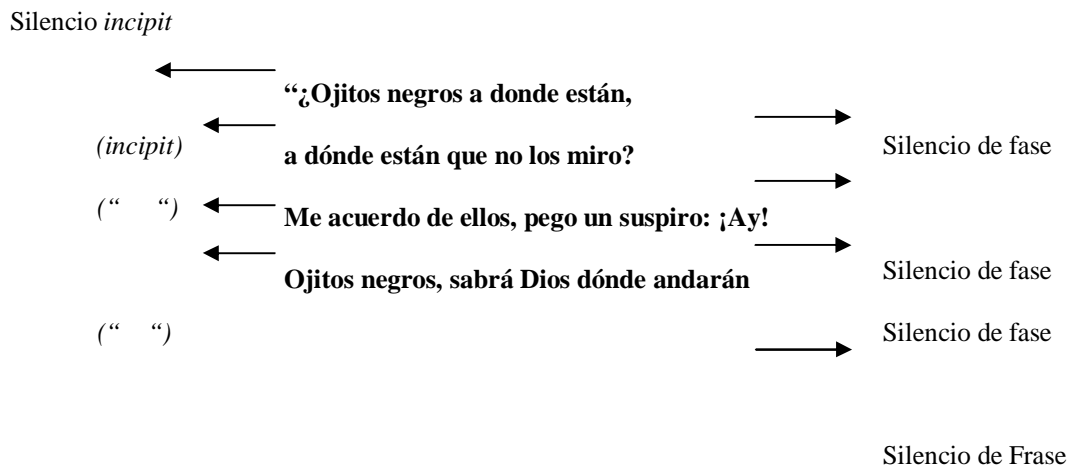 Silencio incipit
“¿Ojitos negros a donde están,
(incipit) a dónde están que no los miro? Silencio de fase
(“ “) Me acuerdo de ellos, pego un suspiro: ¡Ay!
Ojitos negros, sabrá Dios dónde andarán Silencio de fase
(“ “) Silencio de fase
Silencio de Frase